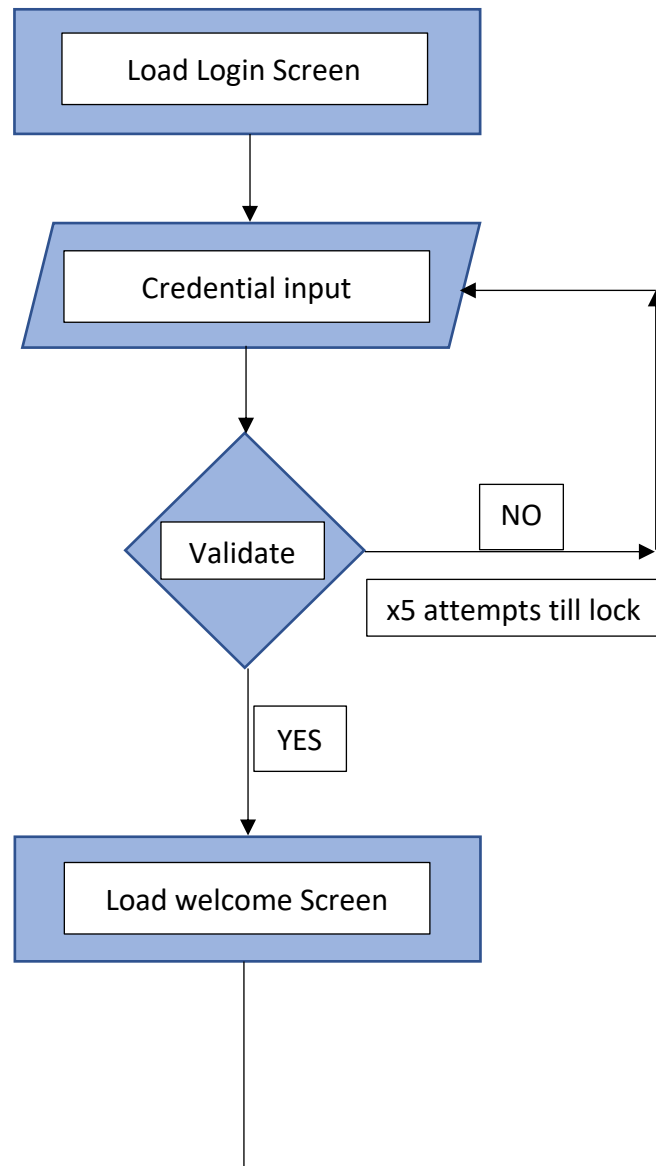 Load Login Screen
Credential input
NO
Validate
x5 attempts till lock
YES
Load welcome Screen